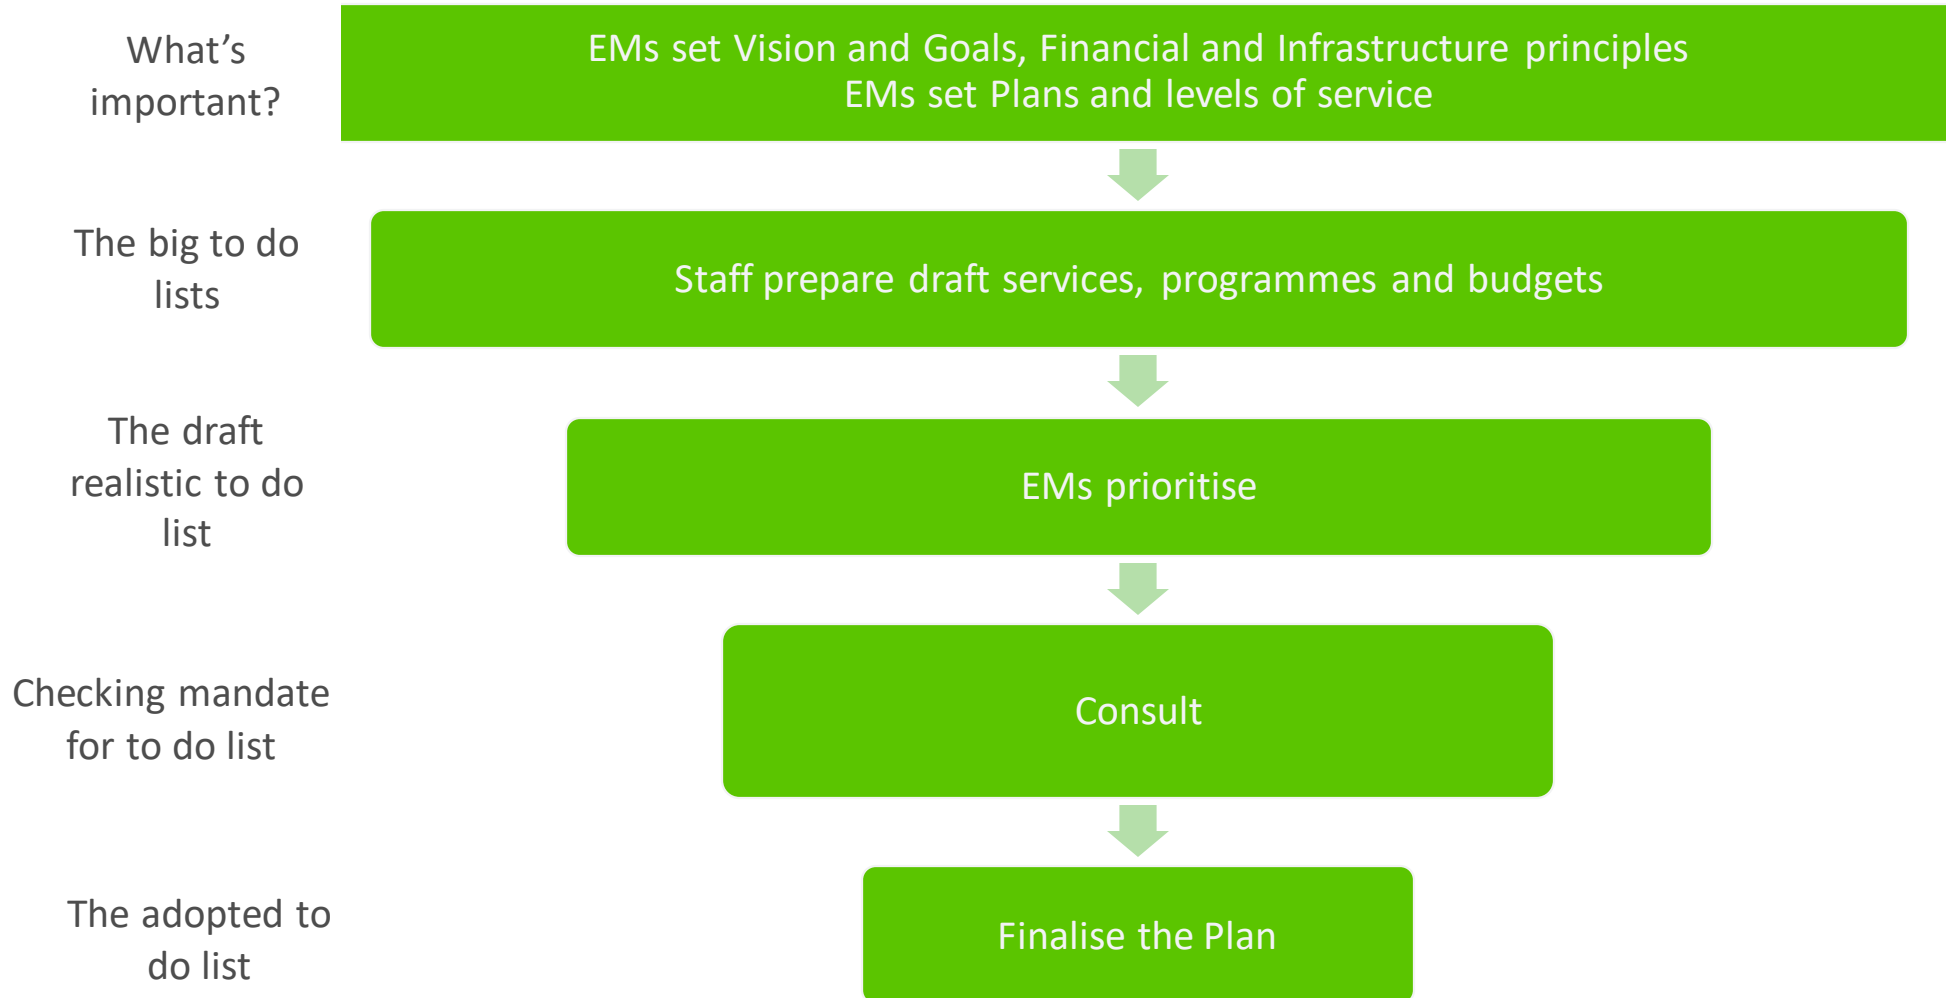 What's
important?
EMs set Vision and Goals, Financial and Infrastructure principles
EMs set Plans and levels of service
The big to do
lists
Staff prepare draft services, programmes and budgets
The draft
realistic to do
list
EMs prioritise
Checking mandate
for to do list
Consult
The adopted to
do list
Finalise the Plan